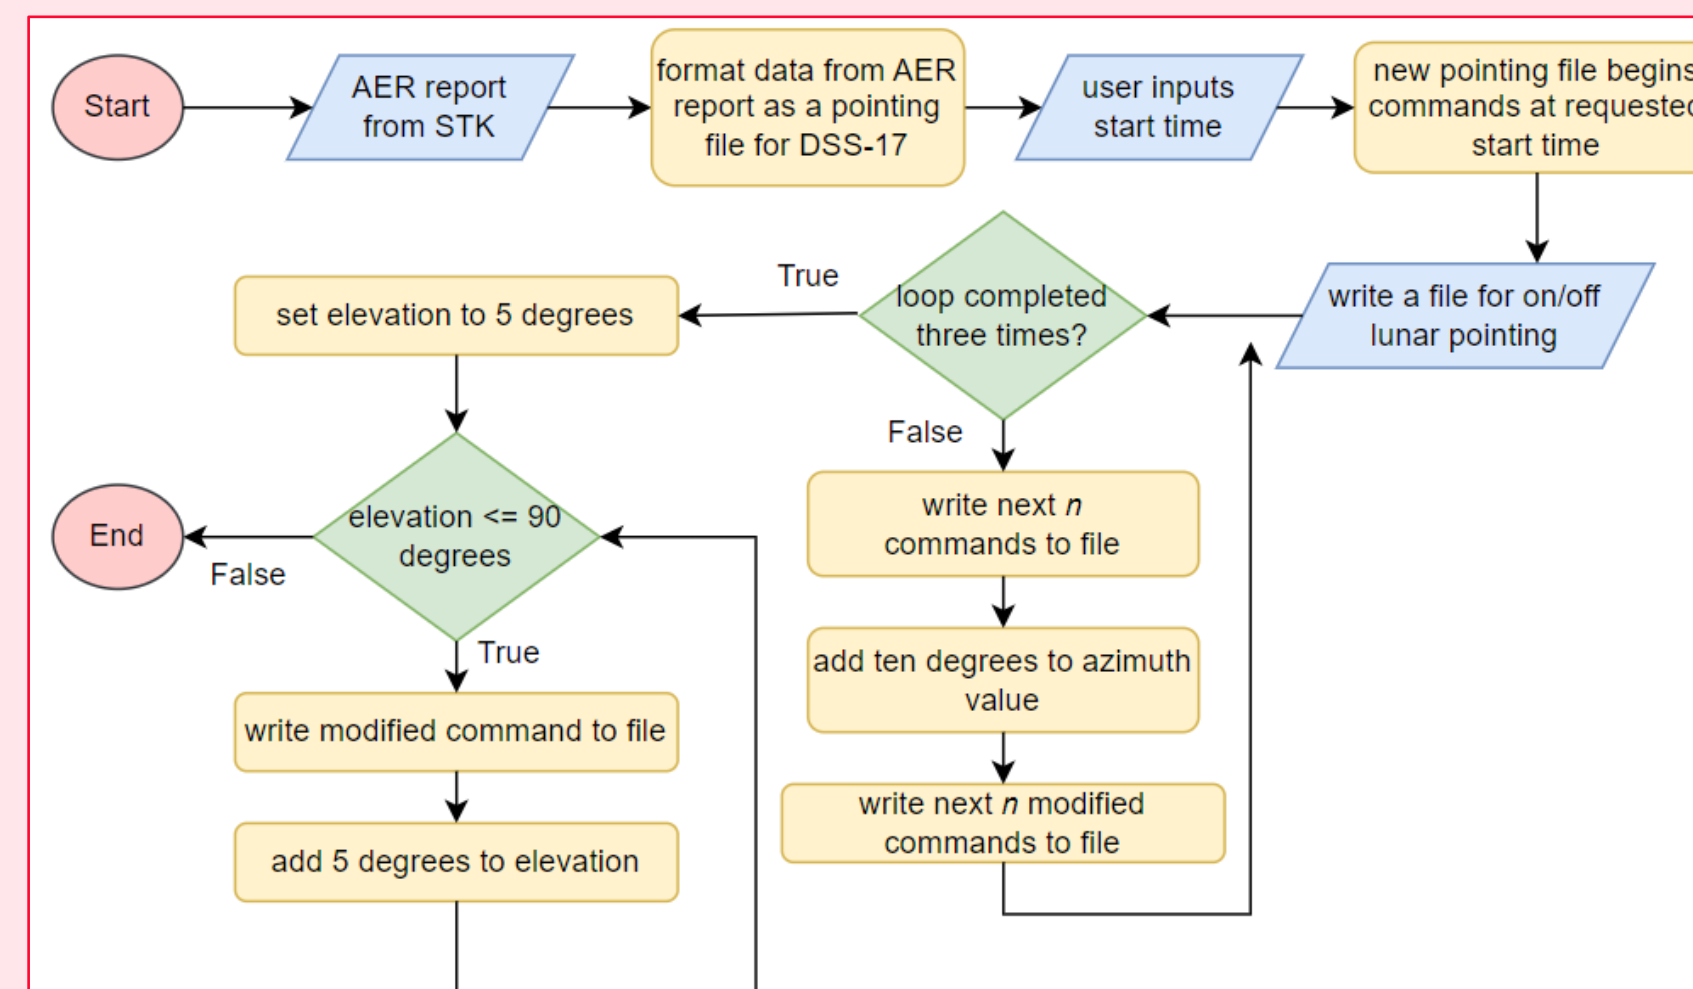 Start
AER report
from STK
format data from AER
report as a pointing
file for DSS-17
user inputs
start time
new pointing file begins
commands at requested
start time
write a file for on/off
lunar pointing
loop completed
three times?
True
False
set elevation to 5 degrees
elevation <= 90
degrees
False
End
True
write modified command to file
add 5 degrees to elevation
write next n
commands to file
add ten degrees to azimuth
value
write next n modified
commands to file